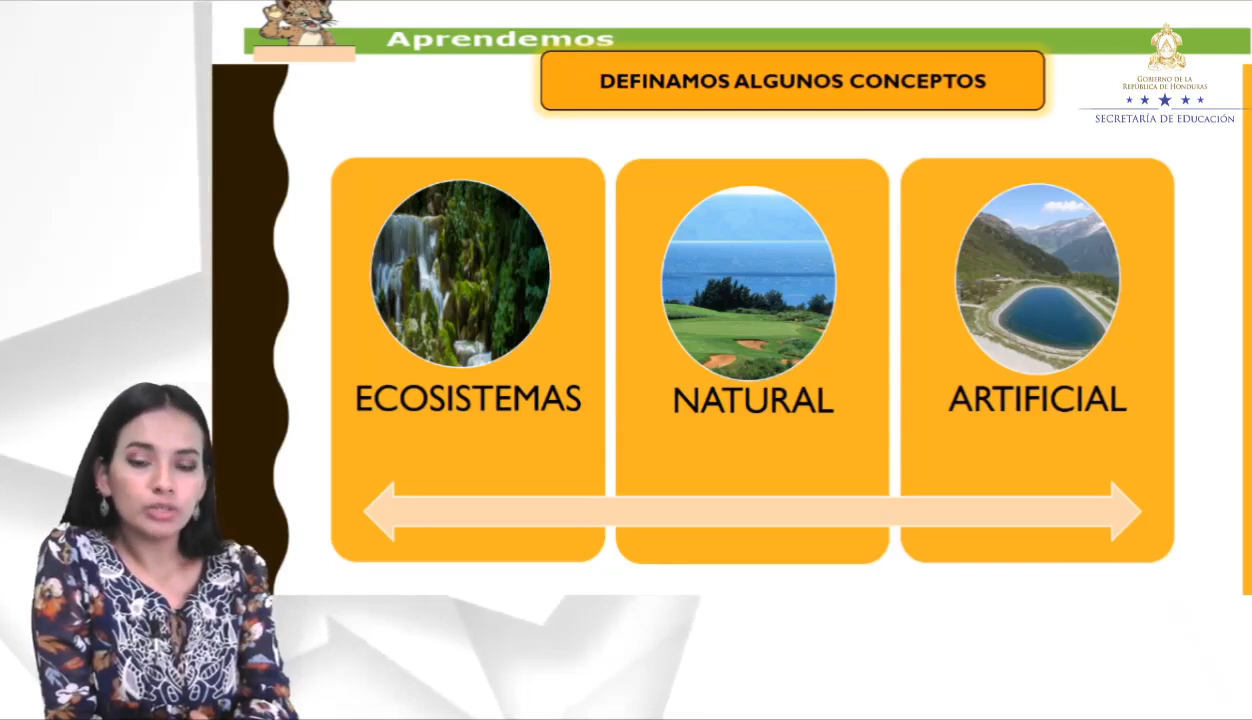 Aprendemos
DEFINAMOS ALGUNOS CONCEPTOS
GOBIERNO DE LA
REPÚBLICA DE HONDURAS
SECRETARÍA DE EDUCACIÓN
ECOSISTEMAS
NATURAL
ARTIFICIAL